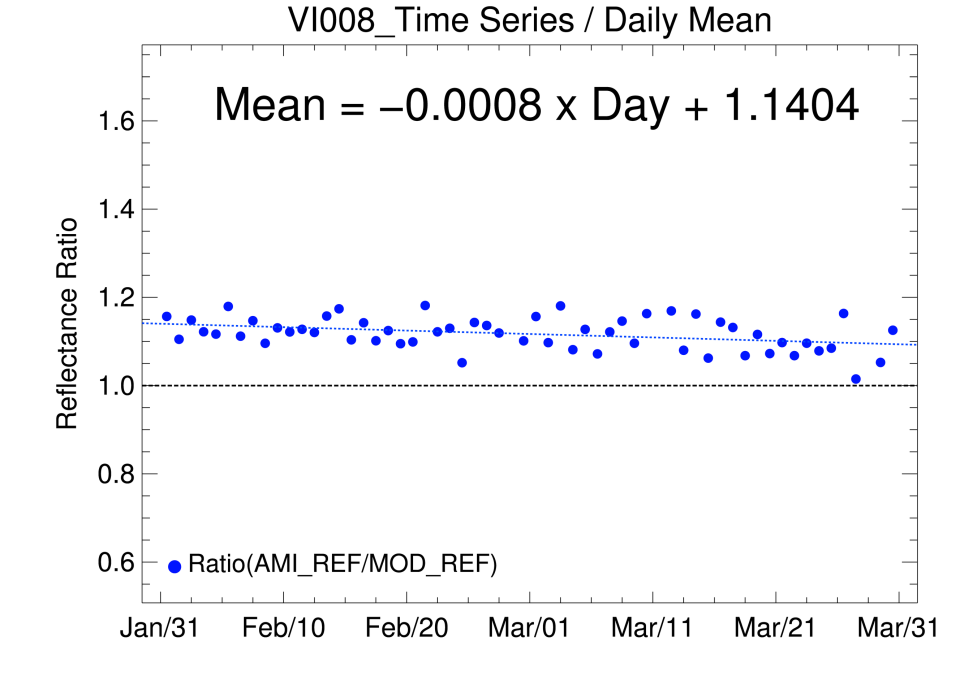 VI008_Time Series / Daily Mean
Mean = −0.0008 x Day + 1.1404
Reflectance Ratio
1.6
1.4
1.2
1.0
0.8
0.6
Ratio(AMI_REF/MOD_REF)
Jan/31 Feb/10 Feb/20 Mar/01 Mar/11 Mar/21 Mar/31